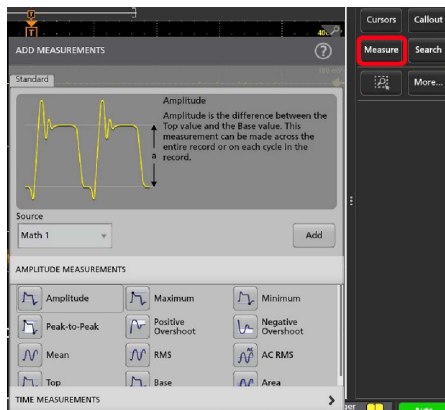 T
T
Cursors
Callout
ADD MEASUREMENTS
?
Measure
Search
Standard
More...
Amplitude
Amplitude is the difference between the
Top value and the Base value. This
measurement can be made across the
entire record or on each cycle in the
record.
a
Source
Math 1
Add
AMPLITUDE MEASUREMENTS
Amplitude
Maximum
Minimum
Peak-to-Peak
Positive
Overshoot
Negative
Overshoot
Mean
RMS
AC
AC RMS
Top
Base
Area
TIME MEASUREMENTS
Auto